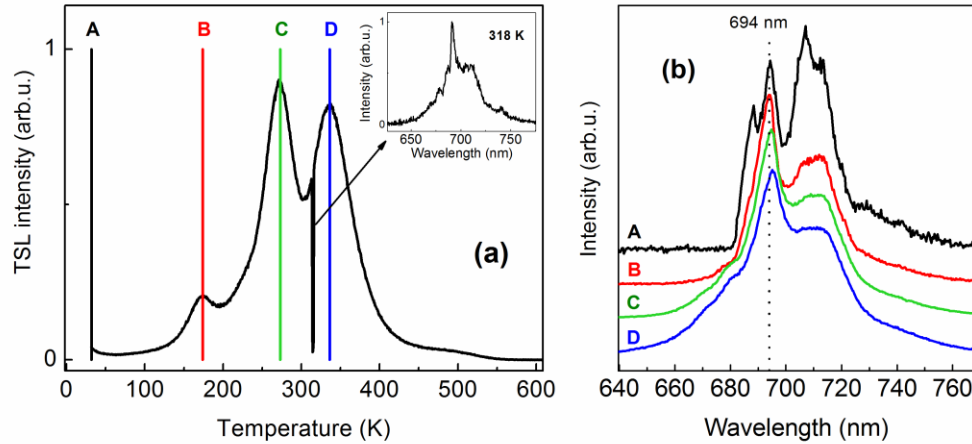 A B C D
1
318 K
1
0
Intensity (arb.u.)
650 700 750
Wavelength (nm)
TSL intensity (arb.u.)
(a)
0
0 100 200 300 400 500 600
Temperature (K)
694 nm
(b)
Intensity (arb.u.)
A
B
C
D
640 660 680 700 720 740 760
Wavelength (nm)